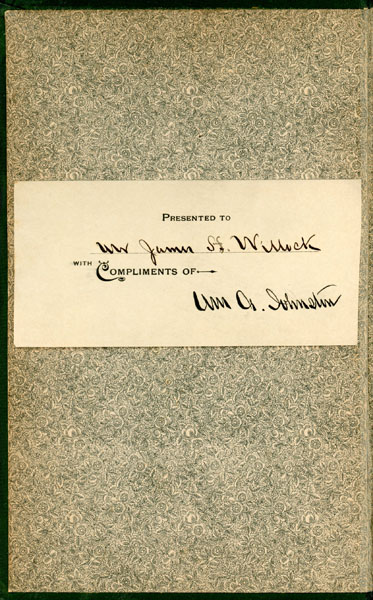 PRESENTED TO
Mr James H. Willock
WITH COMPLIMENTS OF
Wm G. Johnston